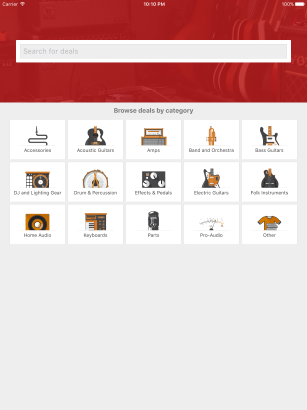 Carrier 10:10 PM 100%
Search for deals
Browse deals by category
Accessories Acoustic Guitars Amps Band and Orchestra Bass Guitars
DJ and Lighting Gear Drum & Percussion Effects & Pedals Electric Guitars Folk Instruments
Home Audio Keyboards Parts Pro-Audio Other